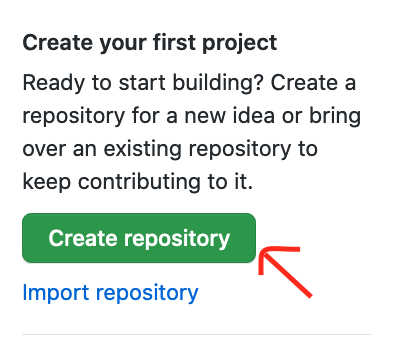 Create your first project
Ready to start building? Create a
repository for a new idea or bring
over an existing repository to
keep contributing to it.
Create repository
Import repository